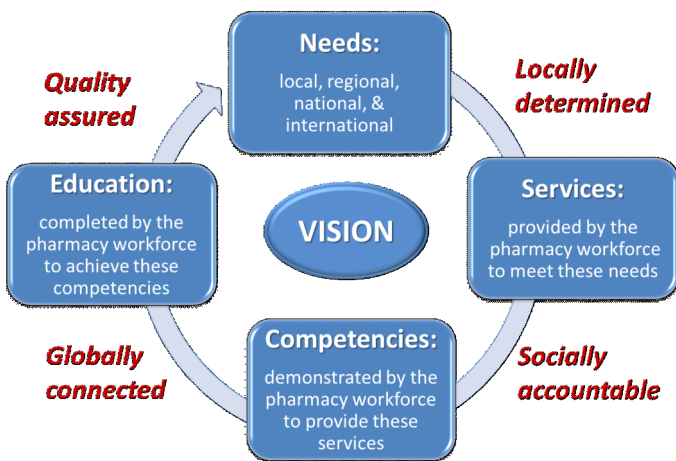 Needs:
local, regional,
national, &
international
Quality
assured
Locally
determined
Education:
completed by the
pharmacy workforce
to achieve these
competencies
VISION
Services:
provided by the
pharmacy workforce
to meet these needs
Competencies:
demonstrated by the
pharmacy workforce
to provide these
services
Globally
connected
Socially
accountable